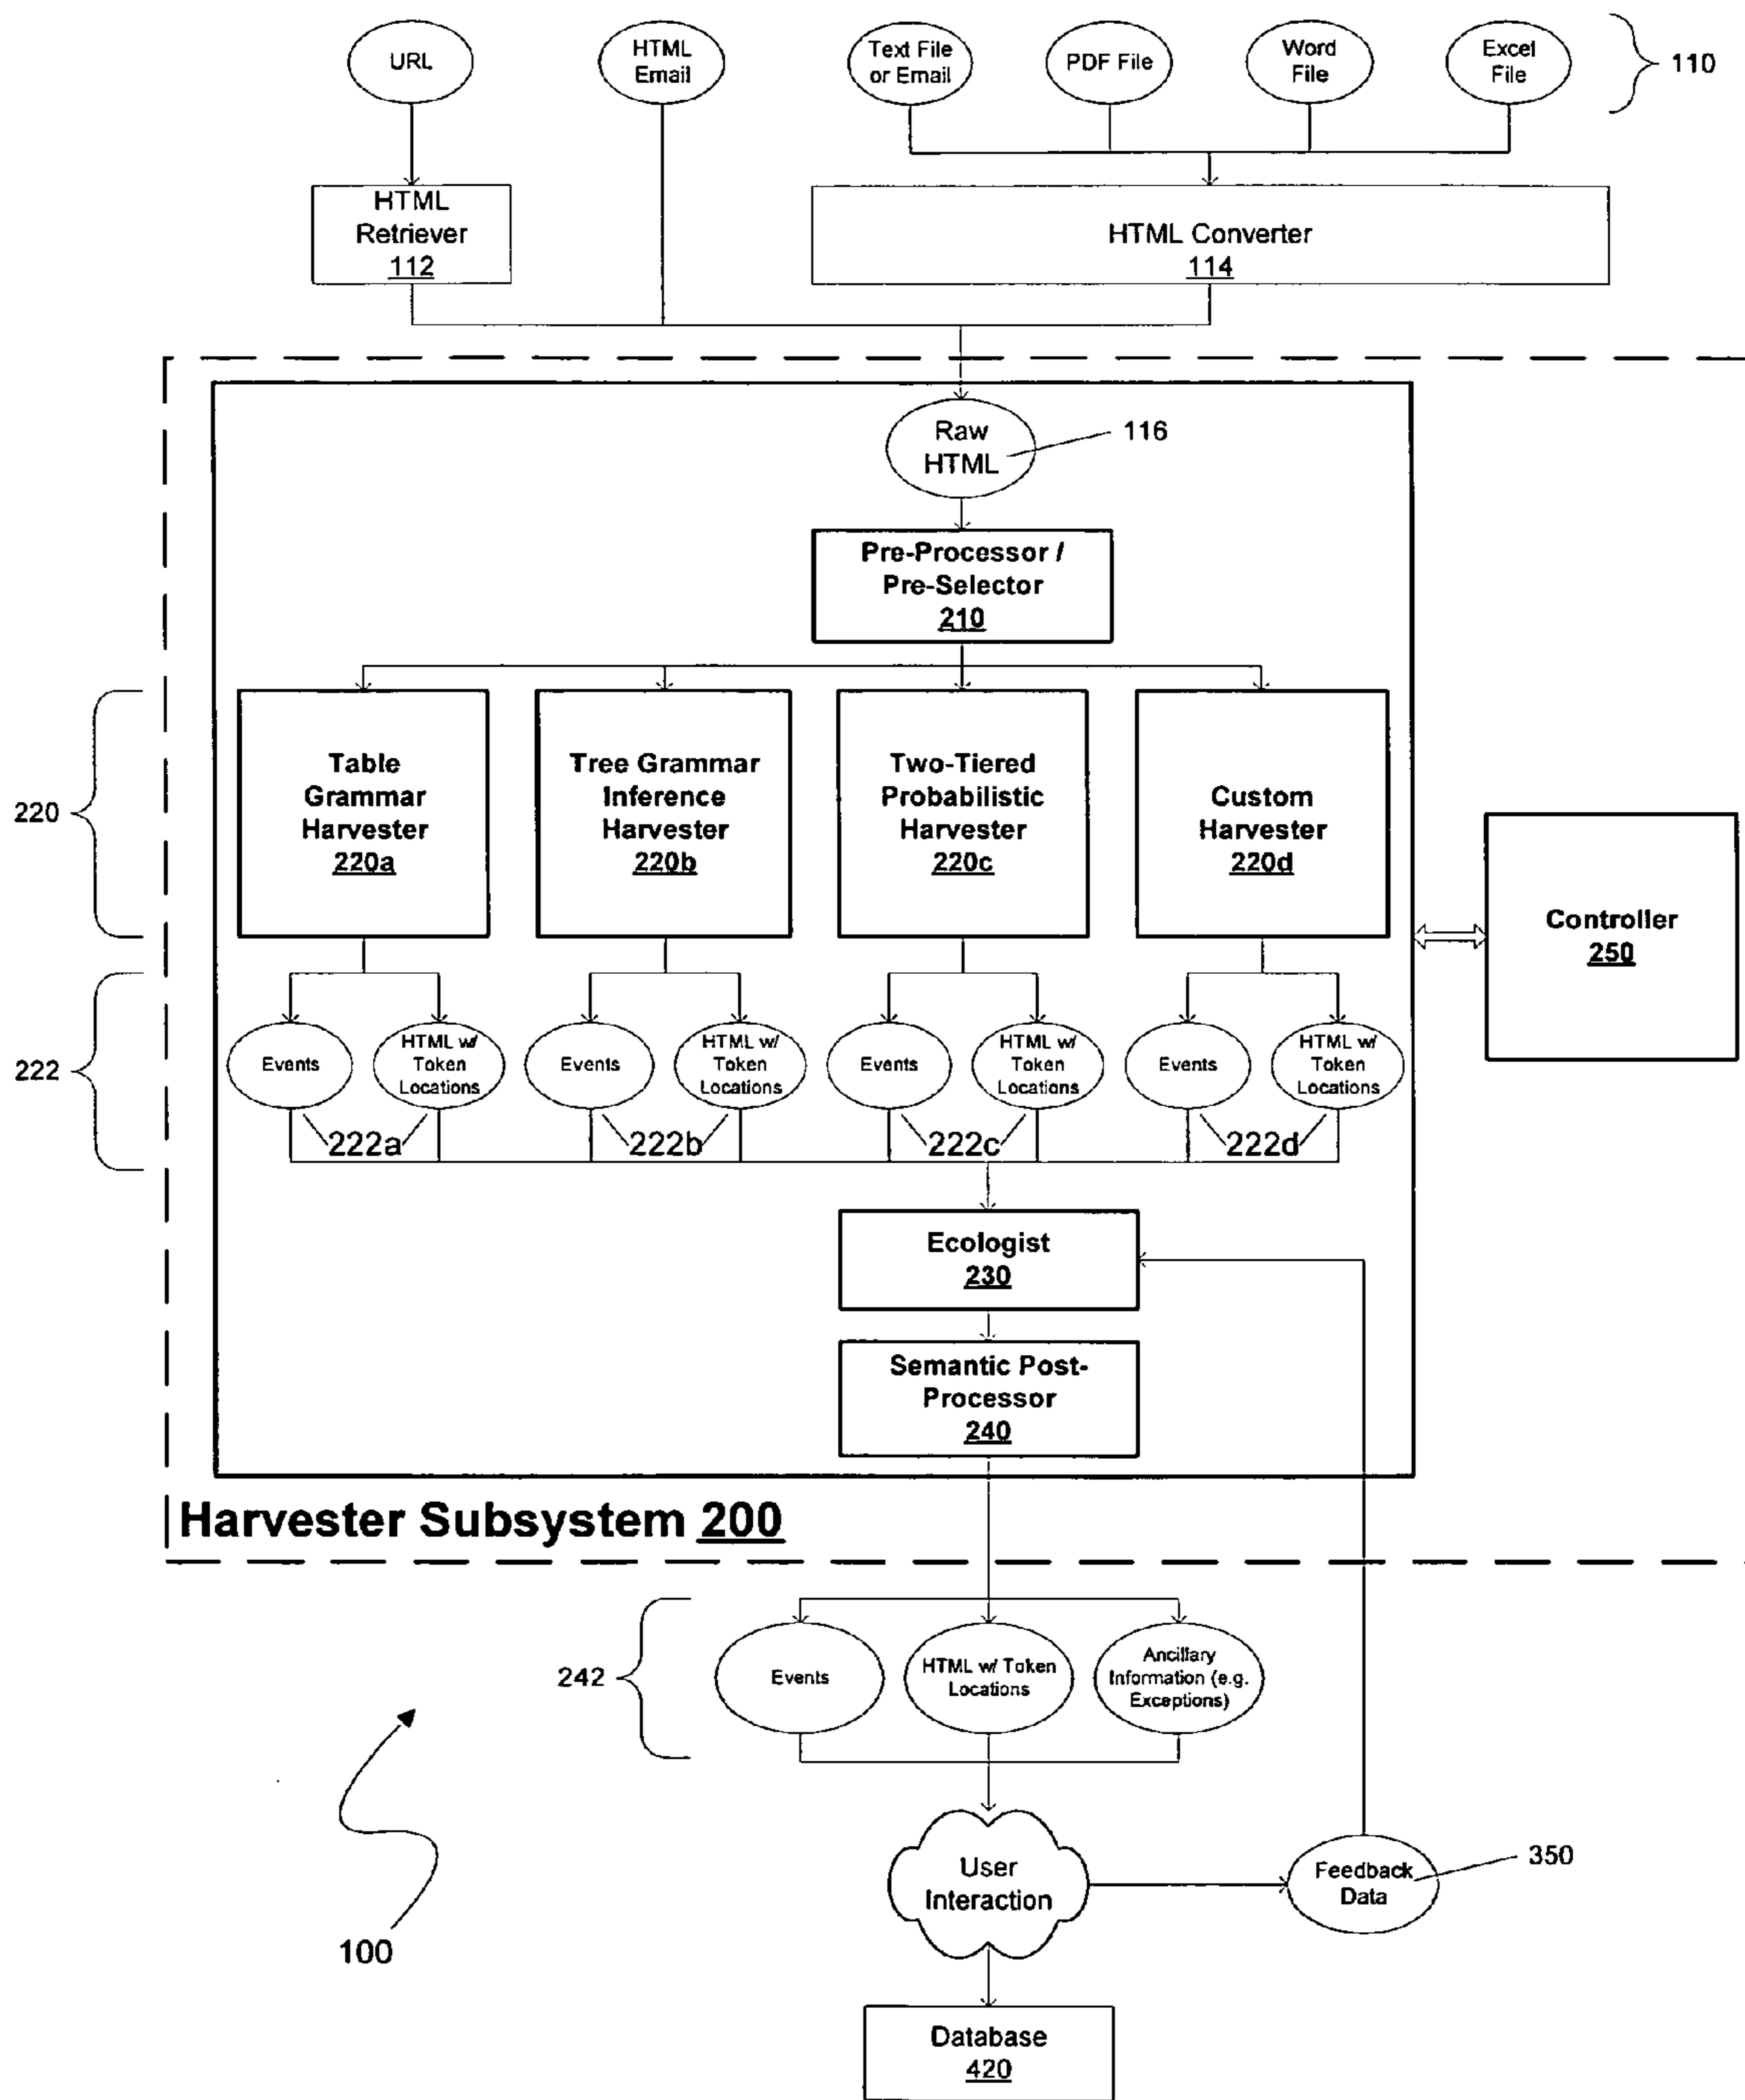 URL
HTML
Email
Text File
or Email
PDF File
Word
File
Excel
File
110
HTML
Retriever
112
HTML Converter
114
Raw
HTML
116
Pre-Processor /
Pre-Selector
210
220
Table
Grammar
Harvester
220a
Tree Grammar
Inference
Harvester
220b
Two-Tiered
Probabilistic
Harvester
220c
Custom
Harvester
220d
Controller
250
222
Events
HTML w/
Token
Locations
Events
HTML w/
Token
Locations
Events
HTML w/
Token
Locations
Events
HTML w/
Token
Locations
222a
222b
222c
222d
Ecologist
230
Semantic Post-
Processor
240
Harvester Subsystem 200
242
Events
HTML w/ Token
Locations
Ancillary
Information (e.g.
Exceptions)
User
Interaction
Feedback
Data
350
100
Database
420